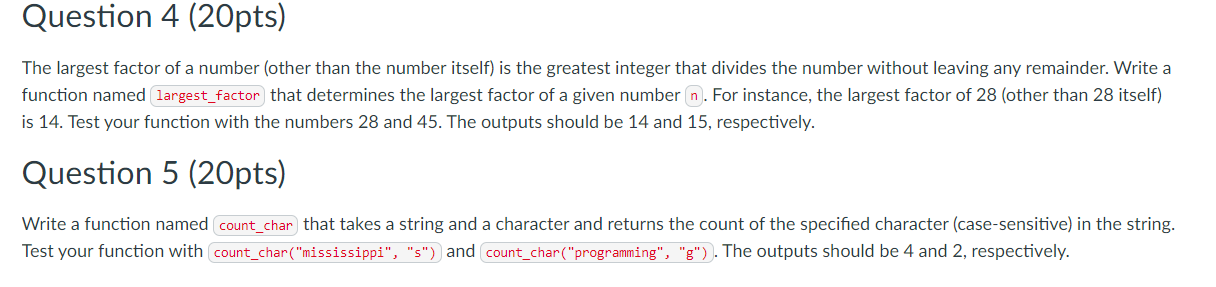 Question 4 (20pts)
The largest factor of a number (other than the number itself) is the greatest integer that divides the number without leaving any remainder. Write a
function named largest_factor that determines the largest factor of a given number n. For instance, the largest factor of 28 (other than 28 itself)
is 14. Test your function with the numbers 28 and 45. The outputs should be 14 and 15, respectively.
Question 5 (20pts)
Write a function named count_char that takes a string and a character and returns the count of the specified character (case-sensitive) in the string.
Test your function with count_char("mississippi", "s") and count_char("programming", "g"). The outputs should be 4 and 2, respectively.